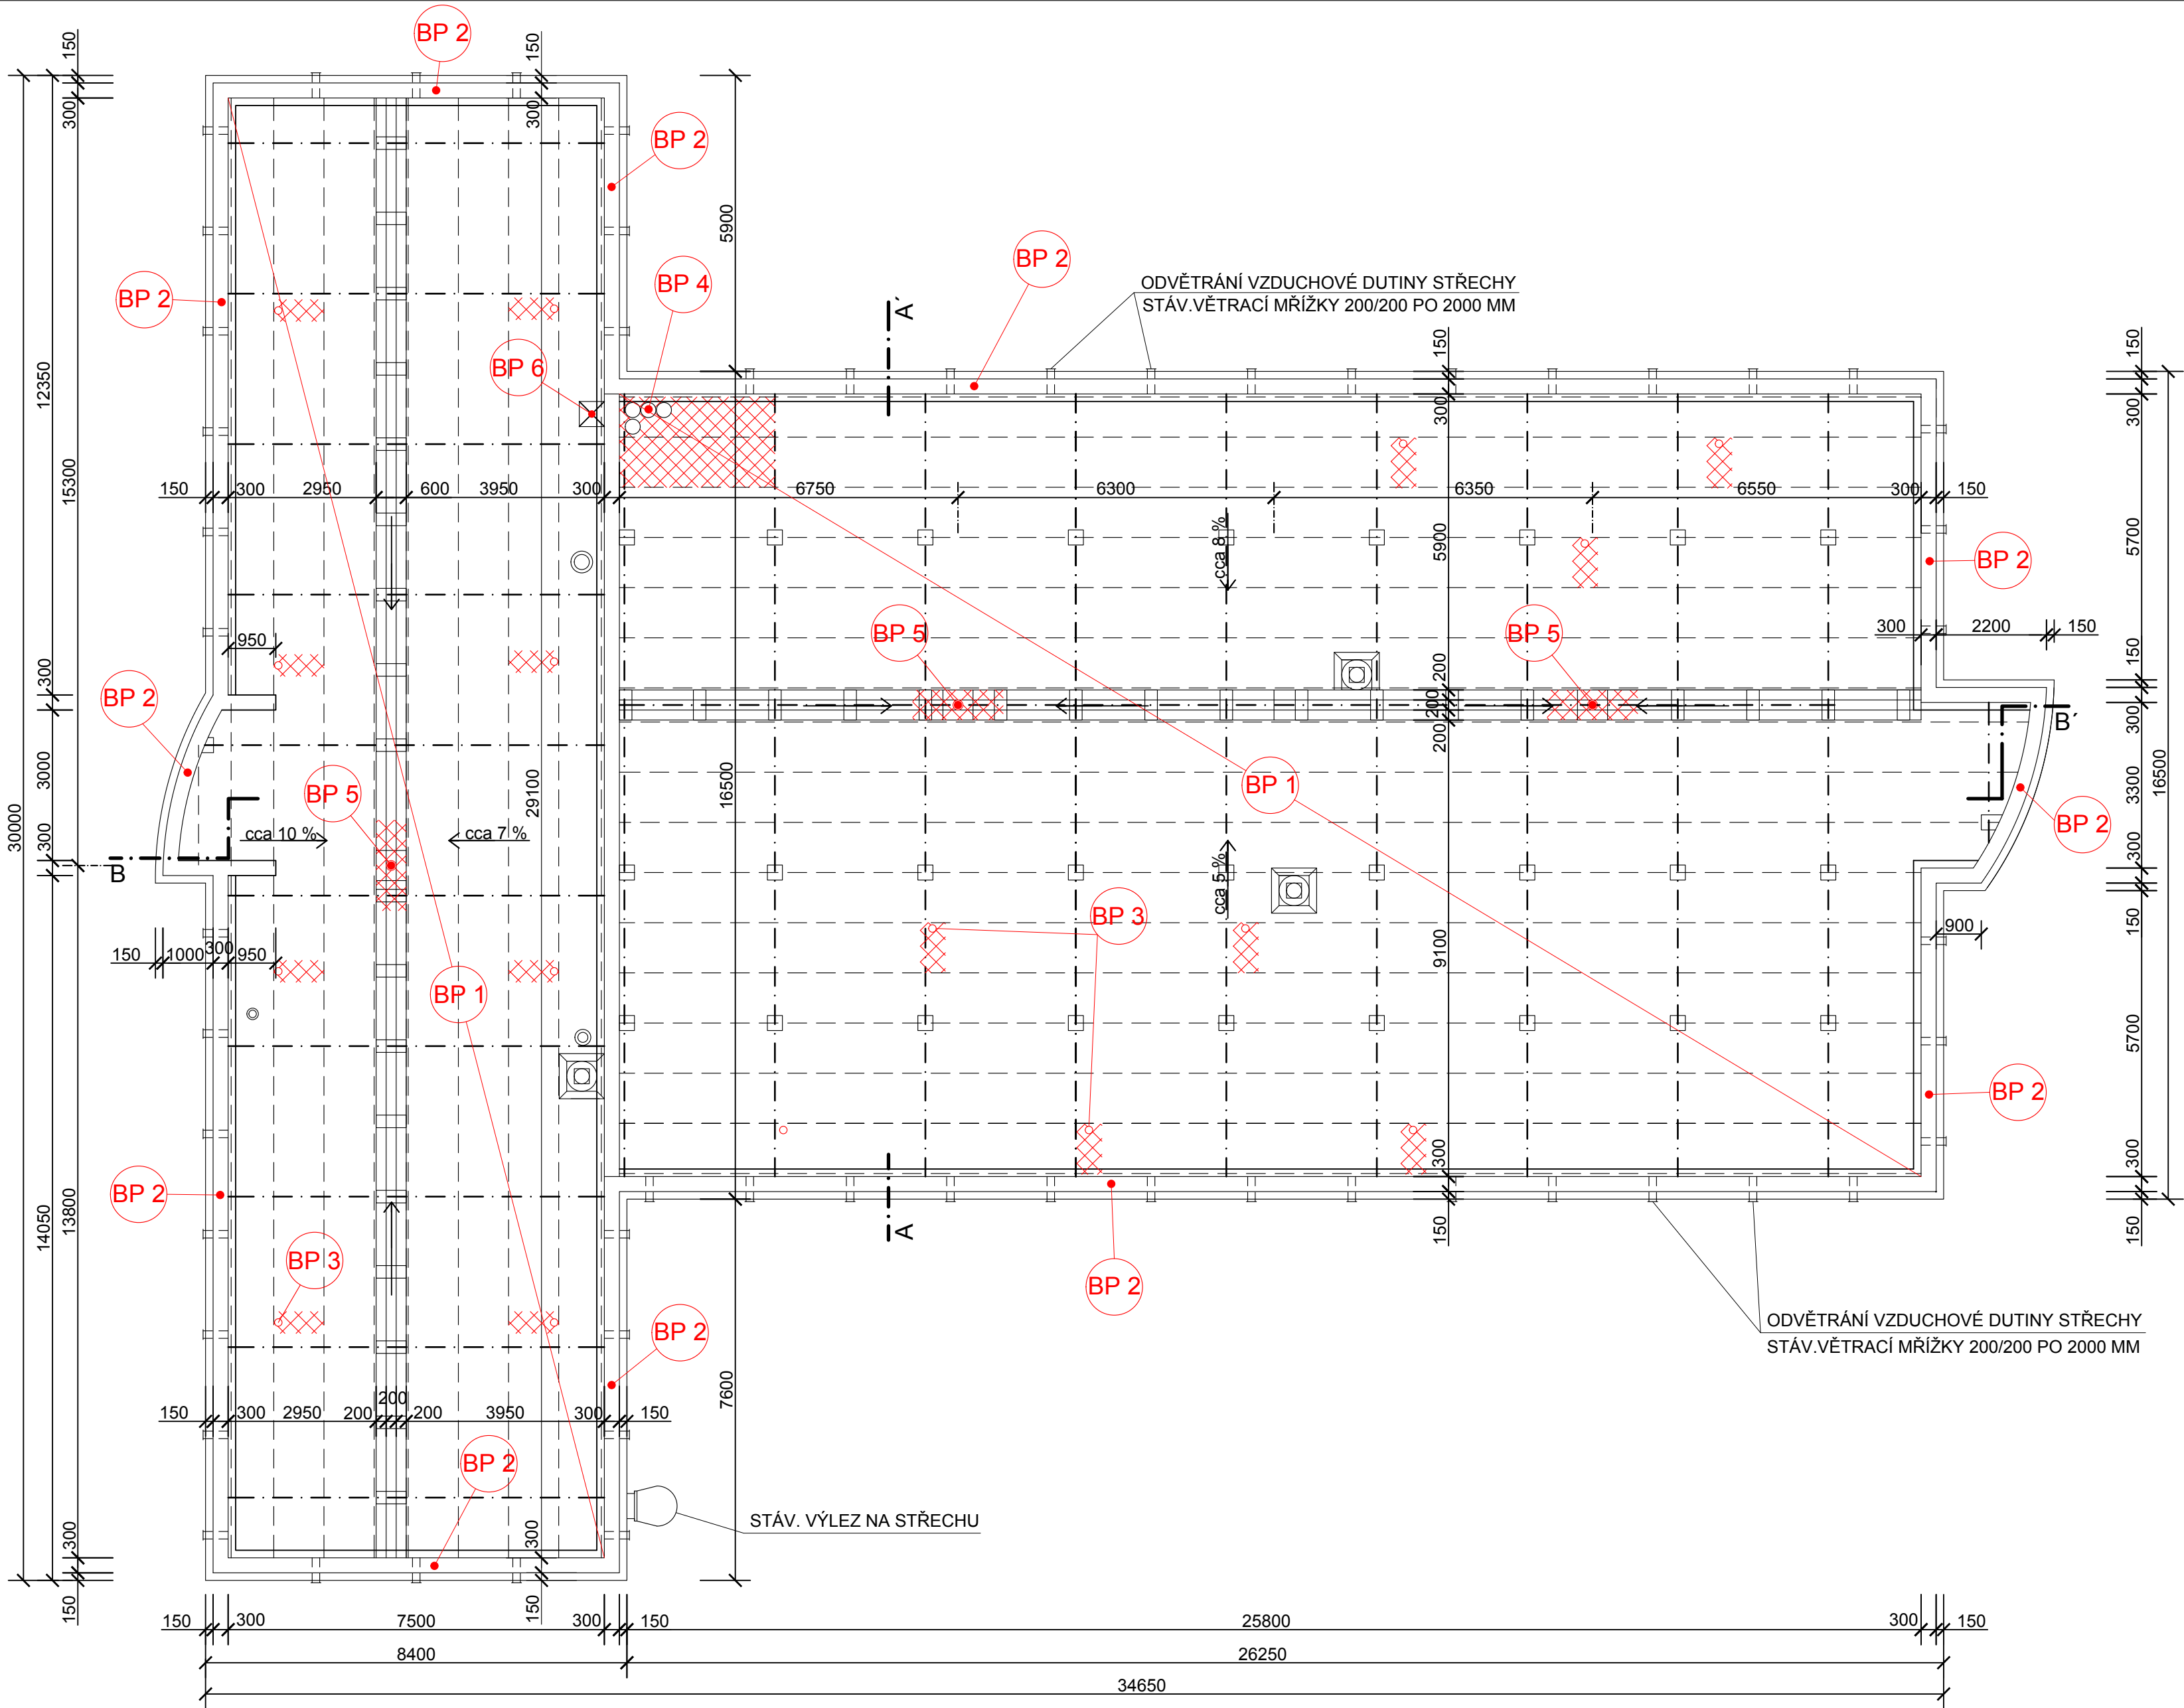 BP 2
150
150
300
300
BP 2
5900
BP 2
BP 4
BP 2
ODVĚTRÁNÍ VZDUCHOVÉ DUTINY STŘECHY
STÁV.VĚTRACÍ MŘÍŽKY 200/200 PO 2000 MM
A´
BP 6
150
150
12350
300
300
15300
150
300
2950
600
3950
300
6750
6300
6350
6550
300
150
cca 8 %
5900
5700
BP 2
BP 5
BP 5
950
300
2200
150
300
200
150
BP 2
200
200
300
B´
3000
29100
16500
BP 1
3300
16500
BP 5
30000
cca 10 %
cca 7 %
BP 2
300
B
cca 5 %
300
BP 3
150
900
150
1000
300
950
9100
BP 1
5700
BP 2
300
300
BP 2
14050
13800
A
150
150
BP 3
BP 2
BP 2
7600
ODVĚTRÁNÍ VZDUCHOVÉ DUTINY STŘECHY
STÁV.VĚTRACÍ MŘÍŽKY 200/200 PO 2000 MM
200
150
300
2950
200
200
3950
300
150
BP 2
STÁV. VÝLEZ NA STŘECHU
300
300
150
150
150
300
7500
300
150
25800
300
150
8400
26250
34650